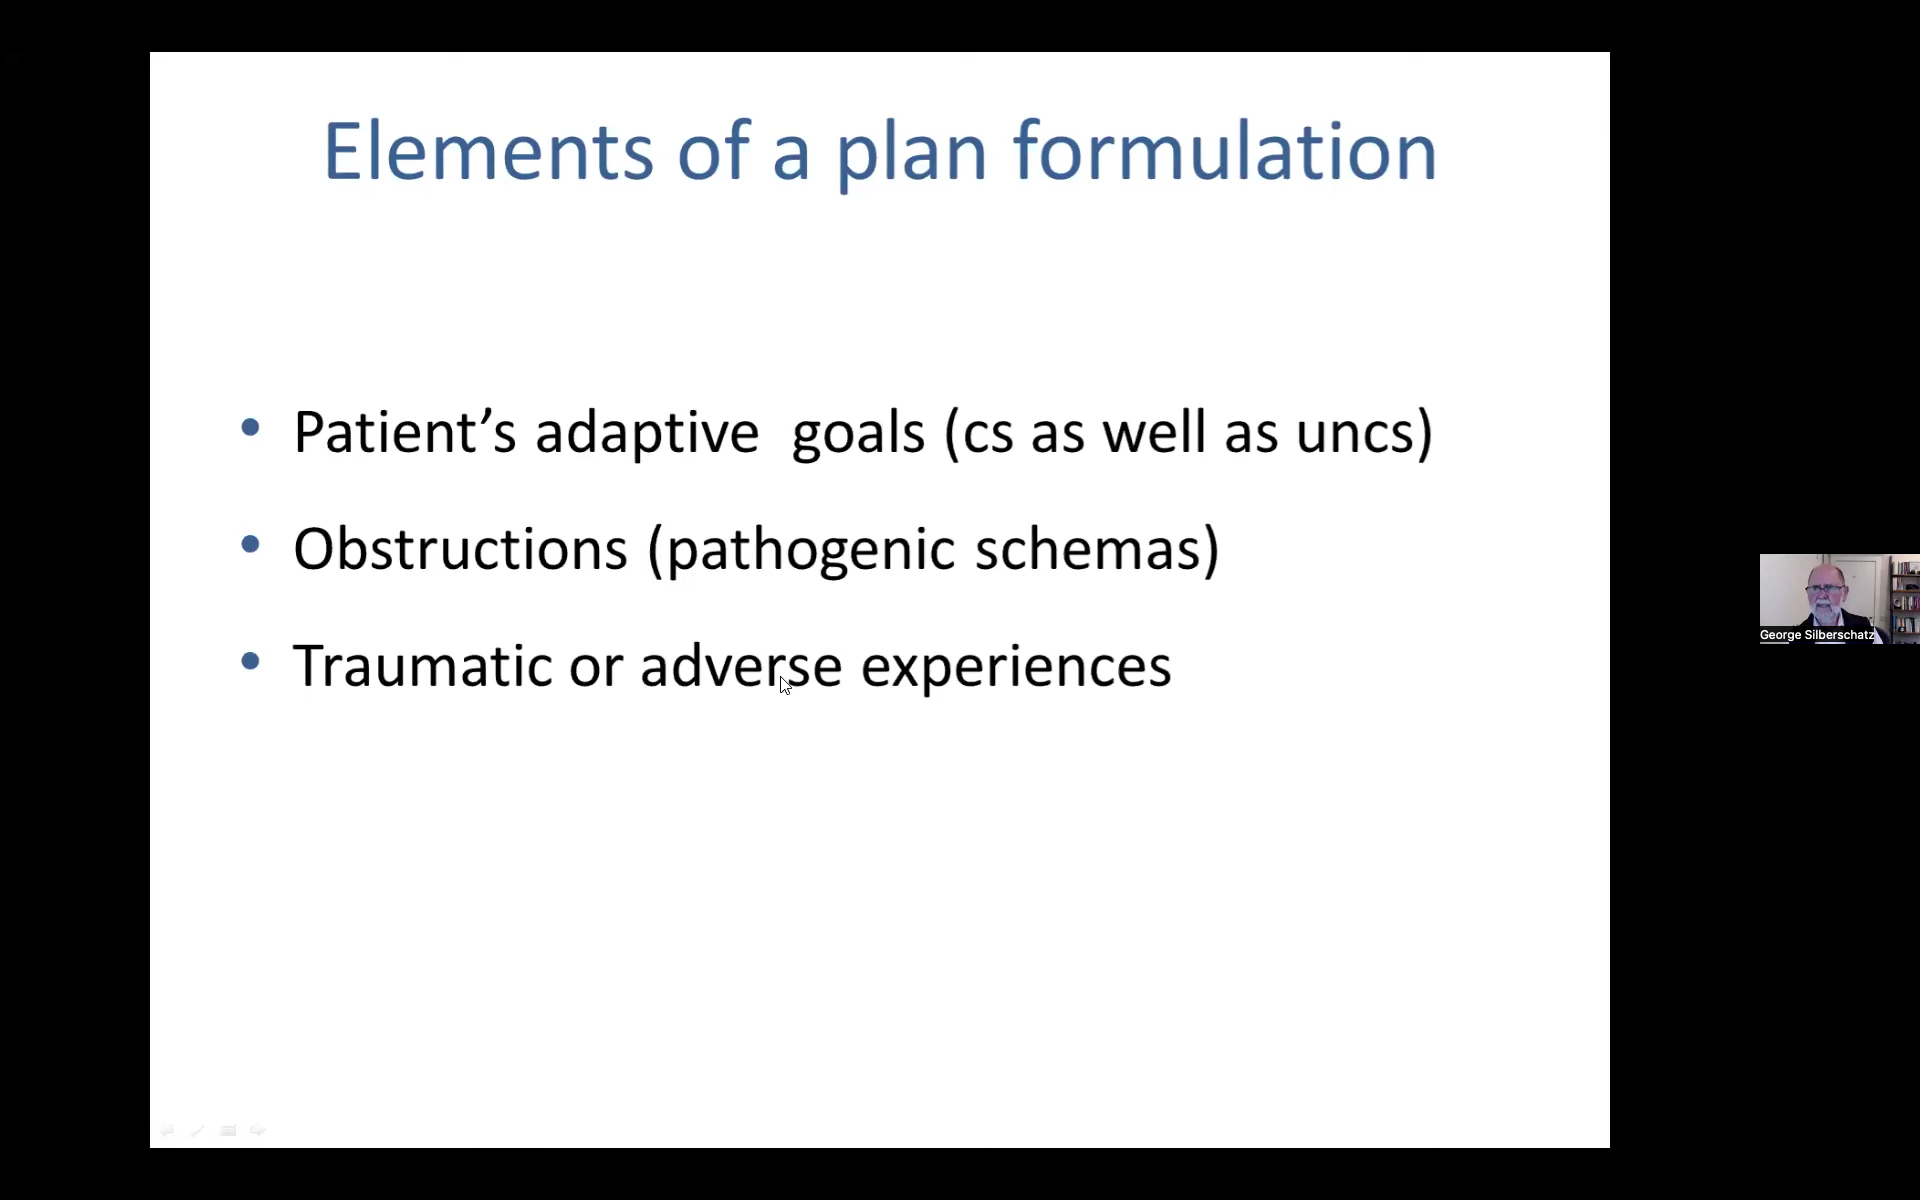 Elements of a plan formulation
• Patient’s adaptive  goals (cs as well as uncs)
• Obstructions (pathogenic schemas)
• Traumatic or adverse experiences
George Silberschatz